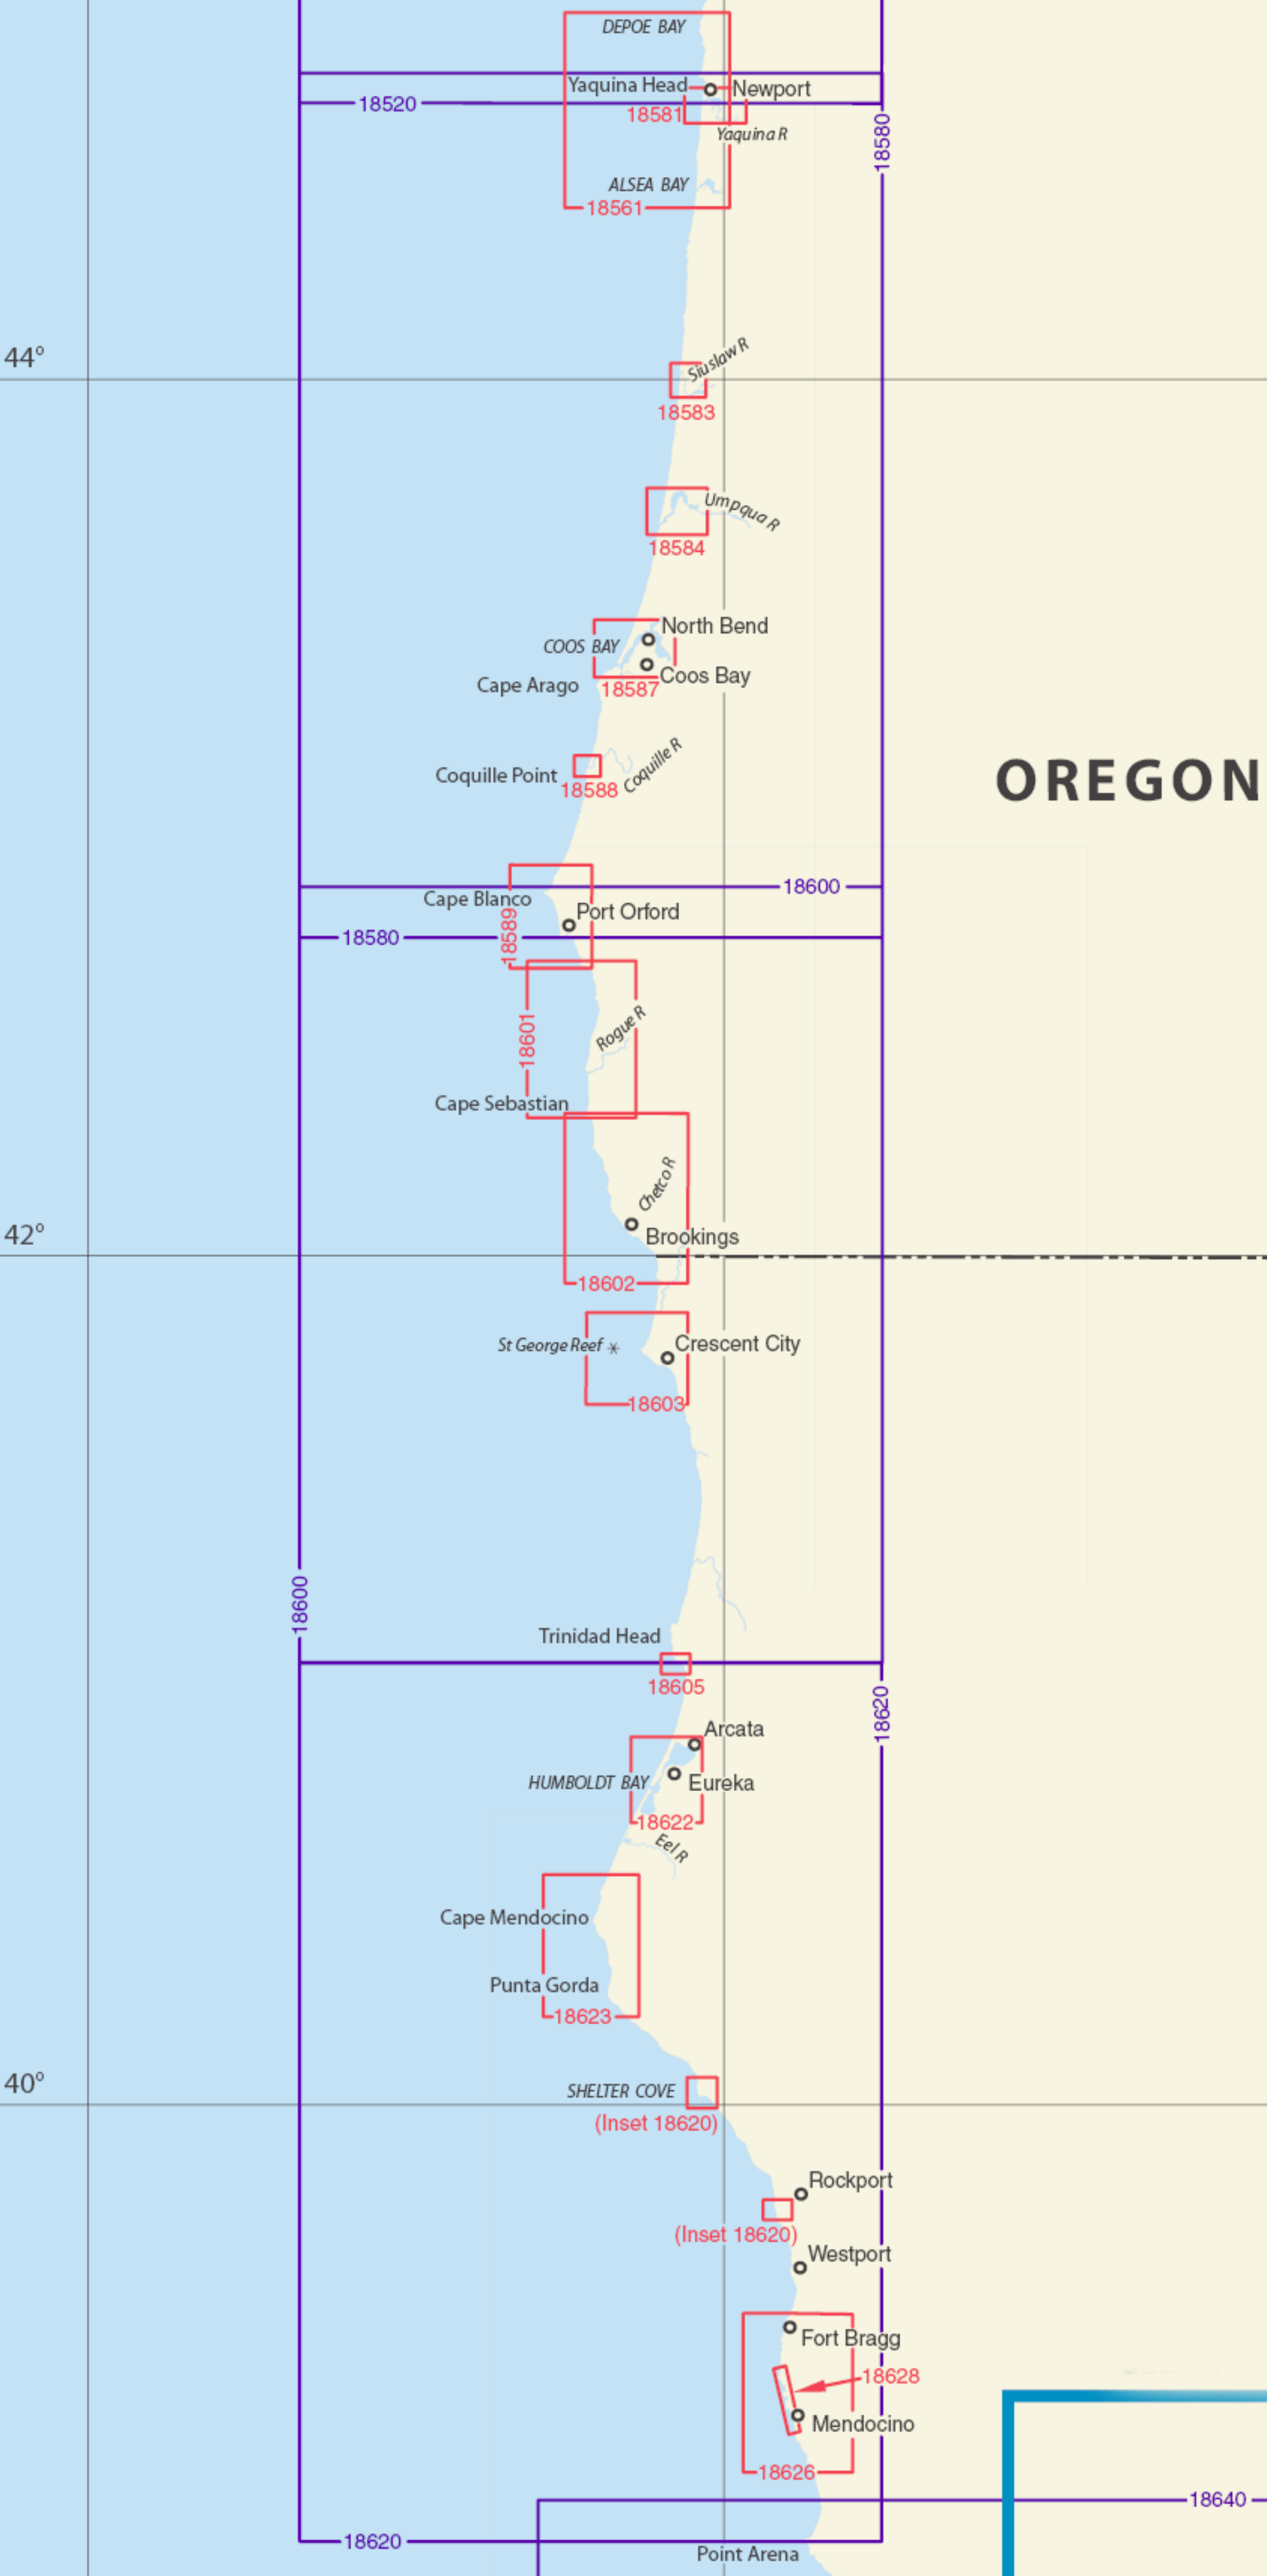 DEPOE BAY
Yaquina Head
Newport
18520
18581
18580
Yaquina R
ALSEA BAY
18561
44°
Siuslaw R
18583
Umpqua R
18584
North Bend
COOS BAY
Coos Bay
Cape Arago
18587
Coquille R
Coquille Point
OREGON
18588
18600
Cape Blanco
Port Orford
18589
18580
Rogue R
18601
Cape Sebastian
Chetco R
42°
Brookings
18602
St George Reef
Crescent City
18603
18600
Trinidad Head
18605
18620
Arcata
HUMBOLDT BAY
Eureka
18622
Eel R
Cape Mendocino
Punta Gorda
18623
40°
SHELTER COVE
(Inset 18620)
Rockport
(Inset 18620)
Westport
Fort Bragg
18628
Mendocino
18626
18640
18620
Point Arena